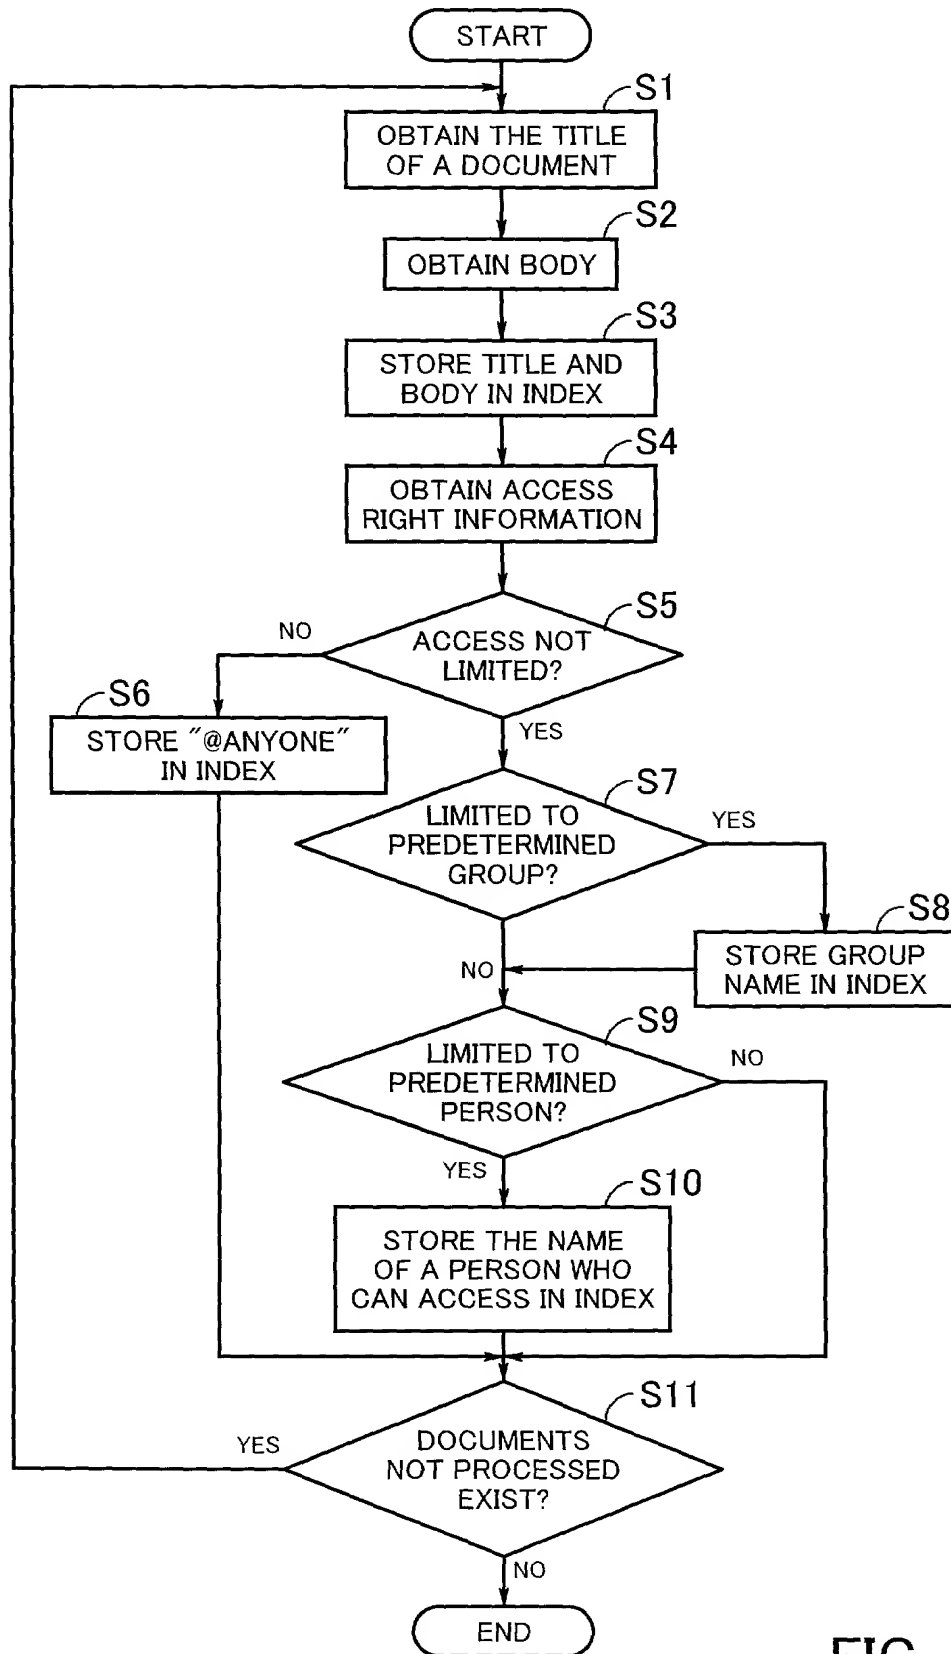 START
S1
OBTAIN THE TITLE
OF A DOCUMENT
S2
OBTAIN BODY
S3
STORE TITLE AND
BODY IN INDEX
S4
OBTAIN ACCESS
RIGHT INFORMATION
S5
ACCESS NOT
LIMITED?
NO
YES
S6
STORE "@ANYONE"
IN INDEX
S7
LIMITED TO
PREDETERMINED
GROUP?
YES
NO
S8
STORE GROUP
NAME IN INDEX
S9
LIMITED TO
PREDETERMINED
PERSON?
NO
YES
S10
STORE THE NAME
OF A PERSON WHO
CAN ACCESS IN INDEX
S11
DOCUMENTS
NOT PROCESSED
EXIST?
YES
NO
END
FIG